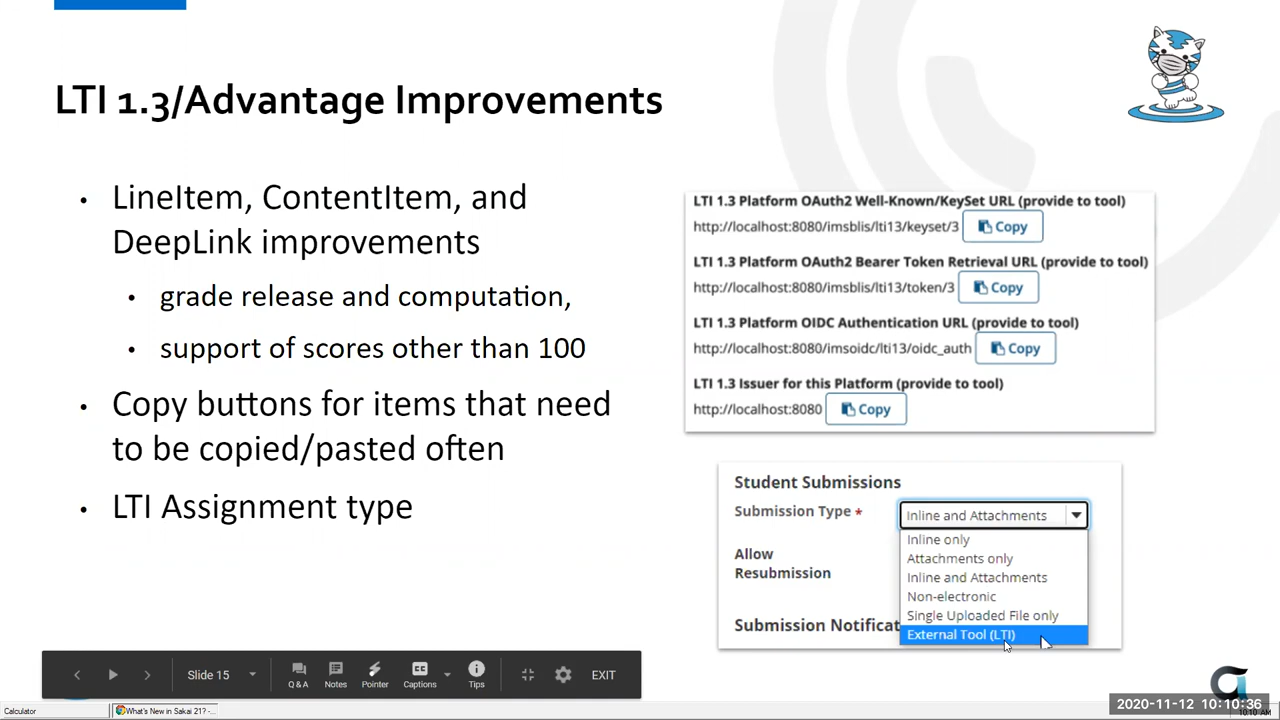 LTI 1.3/Advantage Improvements
• LineItem, ContentItem, and
DeepLink improvements
• grade release and computation,
• support of scores other than 100
• Copy buttons for items that need
to be copied/pasted often
• LTI Assignment type
LTI 1.3 Platform OAuth2 Well-Known/KeySet URL (provide to tool)
http://localhost:8080/imsblis/lti13/keyset/3 Copy
LTI 1.3 Platform OAuth2 Bearer Token Retrieval URL (provide to tool)
http://localhost:8080/imsblis/lti13/token/3 Copy
LTI 1.3 Platform OIDC Authentication URL (provide to tool)
http://localhost:8080/imsoidc/lti13/oidc_auth Copy
LTI 1.3 Issuer for this Platform (provide to tool)
http://localhost:8080 Copy
Student Submissions
Submission Type * Inline and Attachments
Inline only
Allow
Attachments only
Resubmission
Inline and Attachments
Non-electronic
Single Uploaded File only
Submission Notificat
External Tool (LTI)
Slide 15 Q & A Notes Pointer Captions Tips EXIT
Calculator What's New in Sakai 21? -...
2020-11-12 10:10:36
10:10 AM